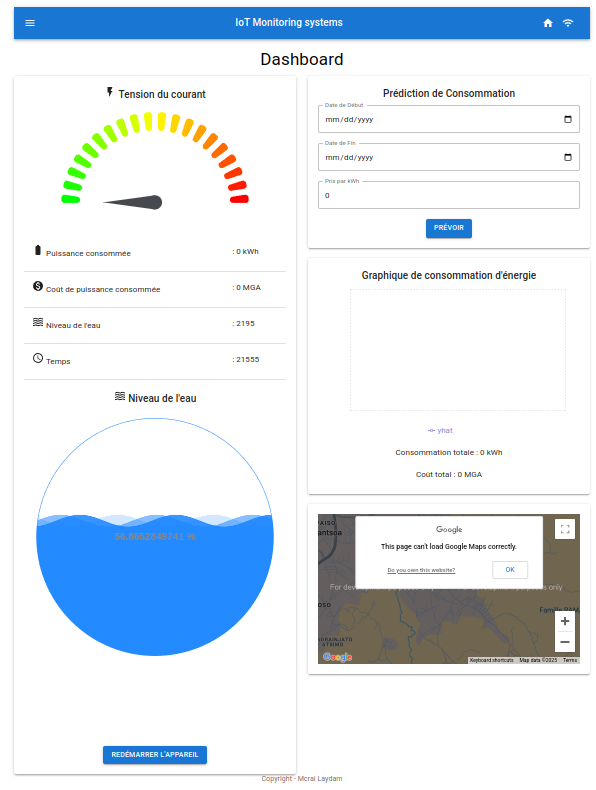 IoT Monitoring systems
Dashboard
Tension du courant
Puissance consommée : 0 kWh
Coût de puissance consommée : 0 MGA
Niveau de l'eau : 2195
Temps : 21555
Niveau de l'eau
REDÉMARRER L'APPAREIL
Prédiction de Consommation
Date de Début
mm/dd/yyyy
Date de Fin
mm/dd/yyyy
Prix par kWh
0
PRÉVOIR
Graphique de consommation d'énergie
yhat
Consommation totale : 0 kWh
Coût total : 0 MGA
Google
This page can't load Google Maps correctly.
Do you own this website?
OK
For de
only
Google
Keyboard shortcuts Map data ©2025 Terms
Copyright - Mcrai Laydam